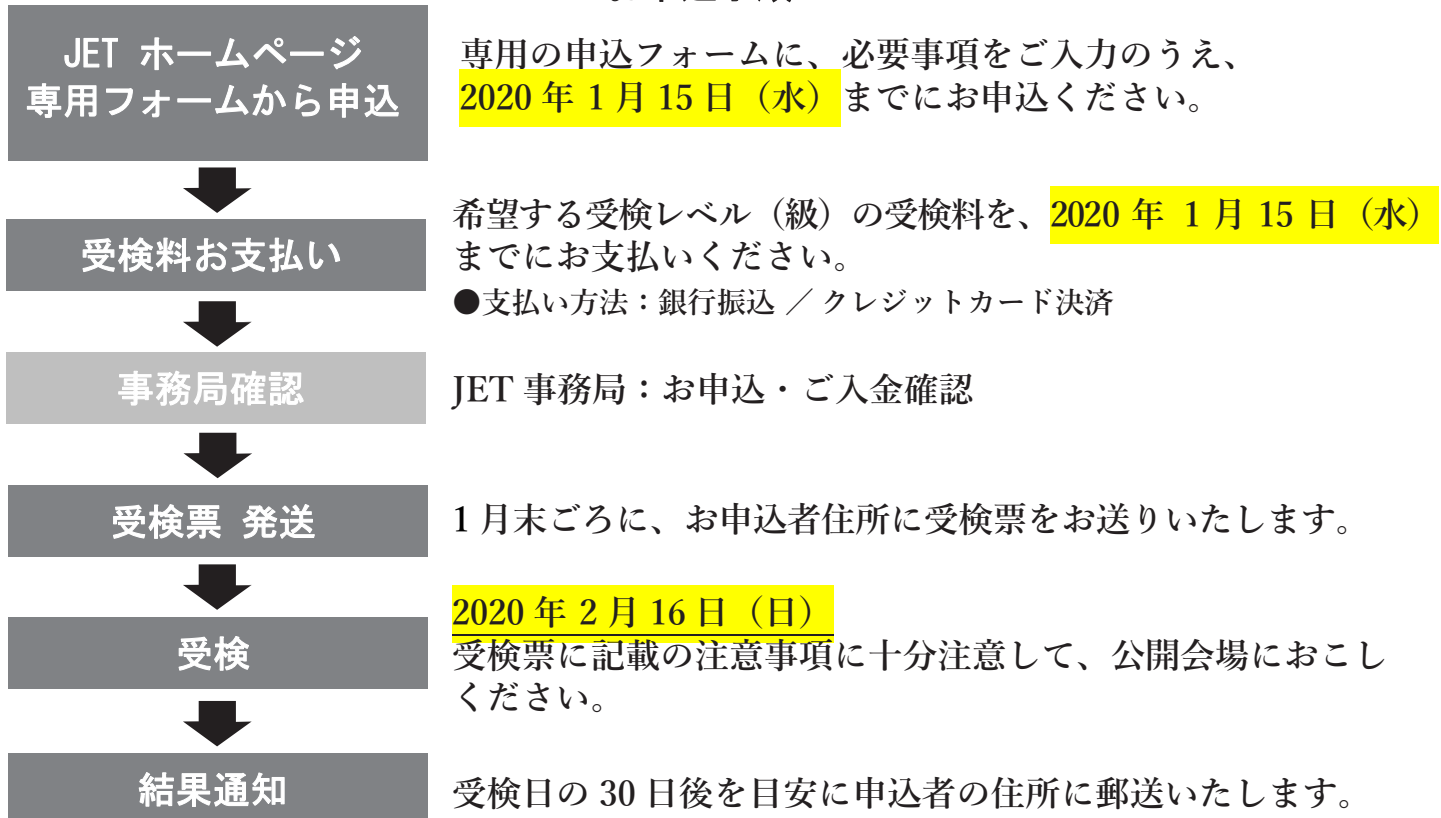 JET ホームページ
専用フォームから申込
専用の申込フォームに、必要事項をご入力のうえ、
2020 年 1 月 15 日（水）までにお申込ください。
受検料お支払い
希望する受検レベル（級）の受検料を、2020 年 1 月 15 日（水）
までにお支払いください。
●支払い方法：銀行振込 ／ クレジットカード決済
事務局確認
JET 事務局：お申込・ご入金確認
受検票 発送
1 月末ごろに、お申込者住所に受検票をお送りいたします。
受検
2020 年 2 月 16 日（日）
受検票に記載の注意事項に十分注意して、公開会場におこし
ください。
結果通知
受検日の 30 日後を目安に申込者の住所に郵送いたします。